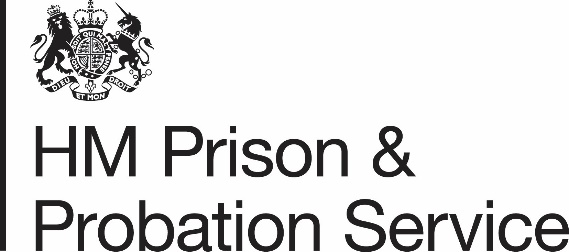 DIEU ET MON DROIT
HM Prison &
Probation Service